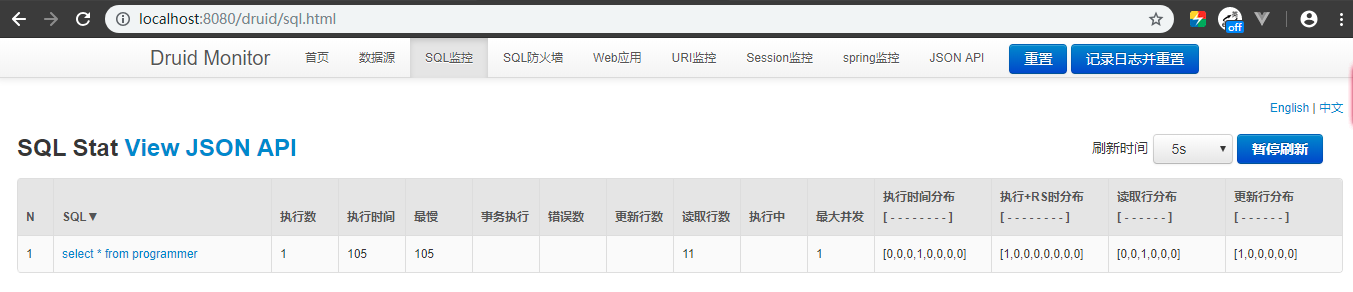 localhost:8080/druid/sql.html
off
Druid Monitor 首页 数据源 SQL监控 SQL防火墙 Web应用 URI监控 Session监控 spring监控 JSON API 重置 记录日志并重置
English | 中文
SQL Stat View JSON API 刷新时间 5s 暂停刷新
N SQL▼ 执行数 执行时间 最慢 事务执行 错误数 更新行数 读取行数 执行中 最大并发 执行时间分布 执行+RS时分布 读取行分布 更新行分布
[ - - - - - - - - ] [ - - - - - - - - ] [ - - - - - - ] [ - - - - - - ]
1 select * from programmer 1 105 105 11 1 [0,0,0,1,0,0,0,0] [1,0,0,0,0,0,0,0] [0,0,1,0,0,0] [1,0,0,0,0,0]